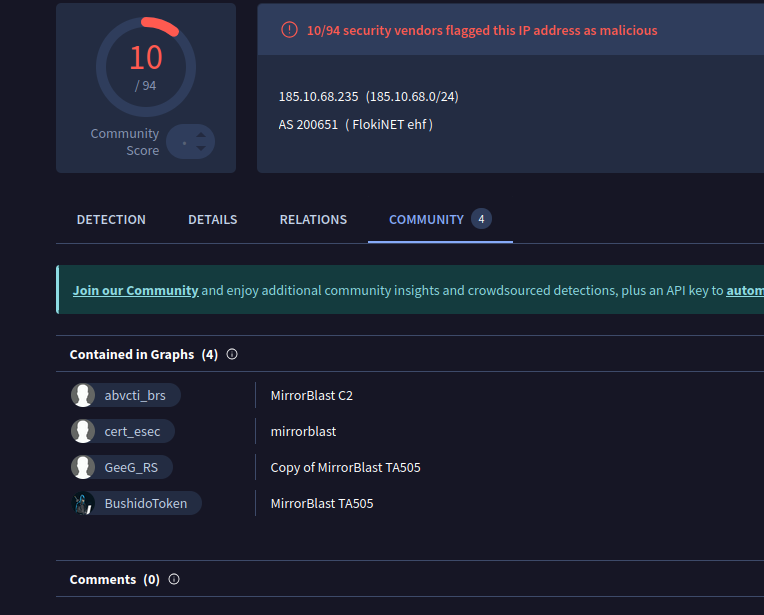 10
/ 94
Community
Score
10/94 security vendors flagged this IP address as malicious
185.10.68.235 (185.10.68.0/24)
AS 200651 ( FlokiNET ehf )
DETECTION DETAILS RELATIONS COMMUNITY 4
Join our Community and enjoy additional community insights and crowdsourced detections, plus an API key to autom
Contained in Graphs (4)
abvcti_brs MirrorBlast C2
cert_esec mirrorblast
GeeG_RS Copy of MirrorBlast TA505
BushidoToken MirrorBlast TA505
Comments (0)